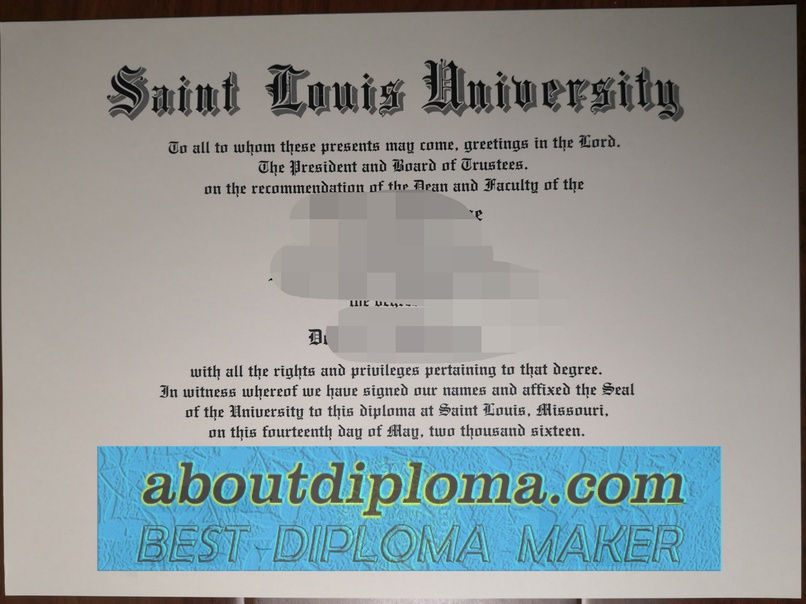 Saint Louis University
To all to whom these presents may come, greetings in the Lord.
The President and Board of Trustees.
on the recommendation of the Dean and Faculty of the
the
with all the rights and privileges pertaining to that degree.
In witness whereof we have signed our names and affixed the Seal
of the University to this diploma at Saint Louis, Missouri,
on this fourteenth day of May, two thousand sixteen.
aboutdiploma.com
BEST DIPLOMA MAKER